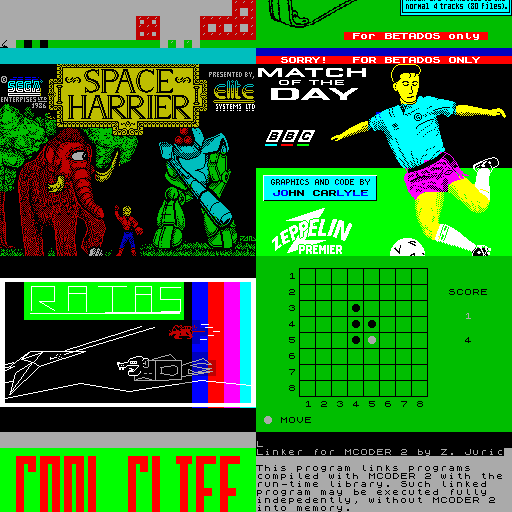 normal 4 tracks (80 files).
For BETADOS only
© SEGA
ENTERPRISES LTD
1986
SPACE
HARRIER
PRESENTED BY,
elite
SYSTEMS LTD
SORRY! FOR BETADOS ONLY
MATCH
OF THE
DAY
BBC
GRAPHICS AND CODE BY
JOHN CARLYLE
ZEPPELIN
PREMIER
RATAS
1
2
3
4
5
6
7
8
1 2 3 4 5 6 7 8
SCORE
1
4
MOVE
COOL CLIFF
L
Linker for MCODER 2 by Z. Juric
This program links programs
compiled with MCODER 2 with the
run-time library. Such linked
program may be executed fully
indepedently, without MCODER 2
into memory.